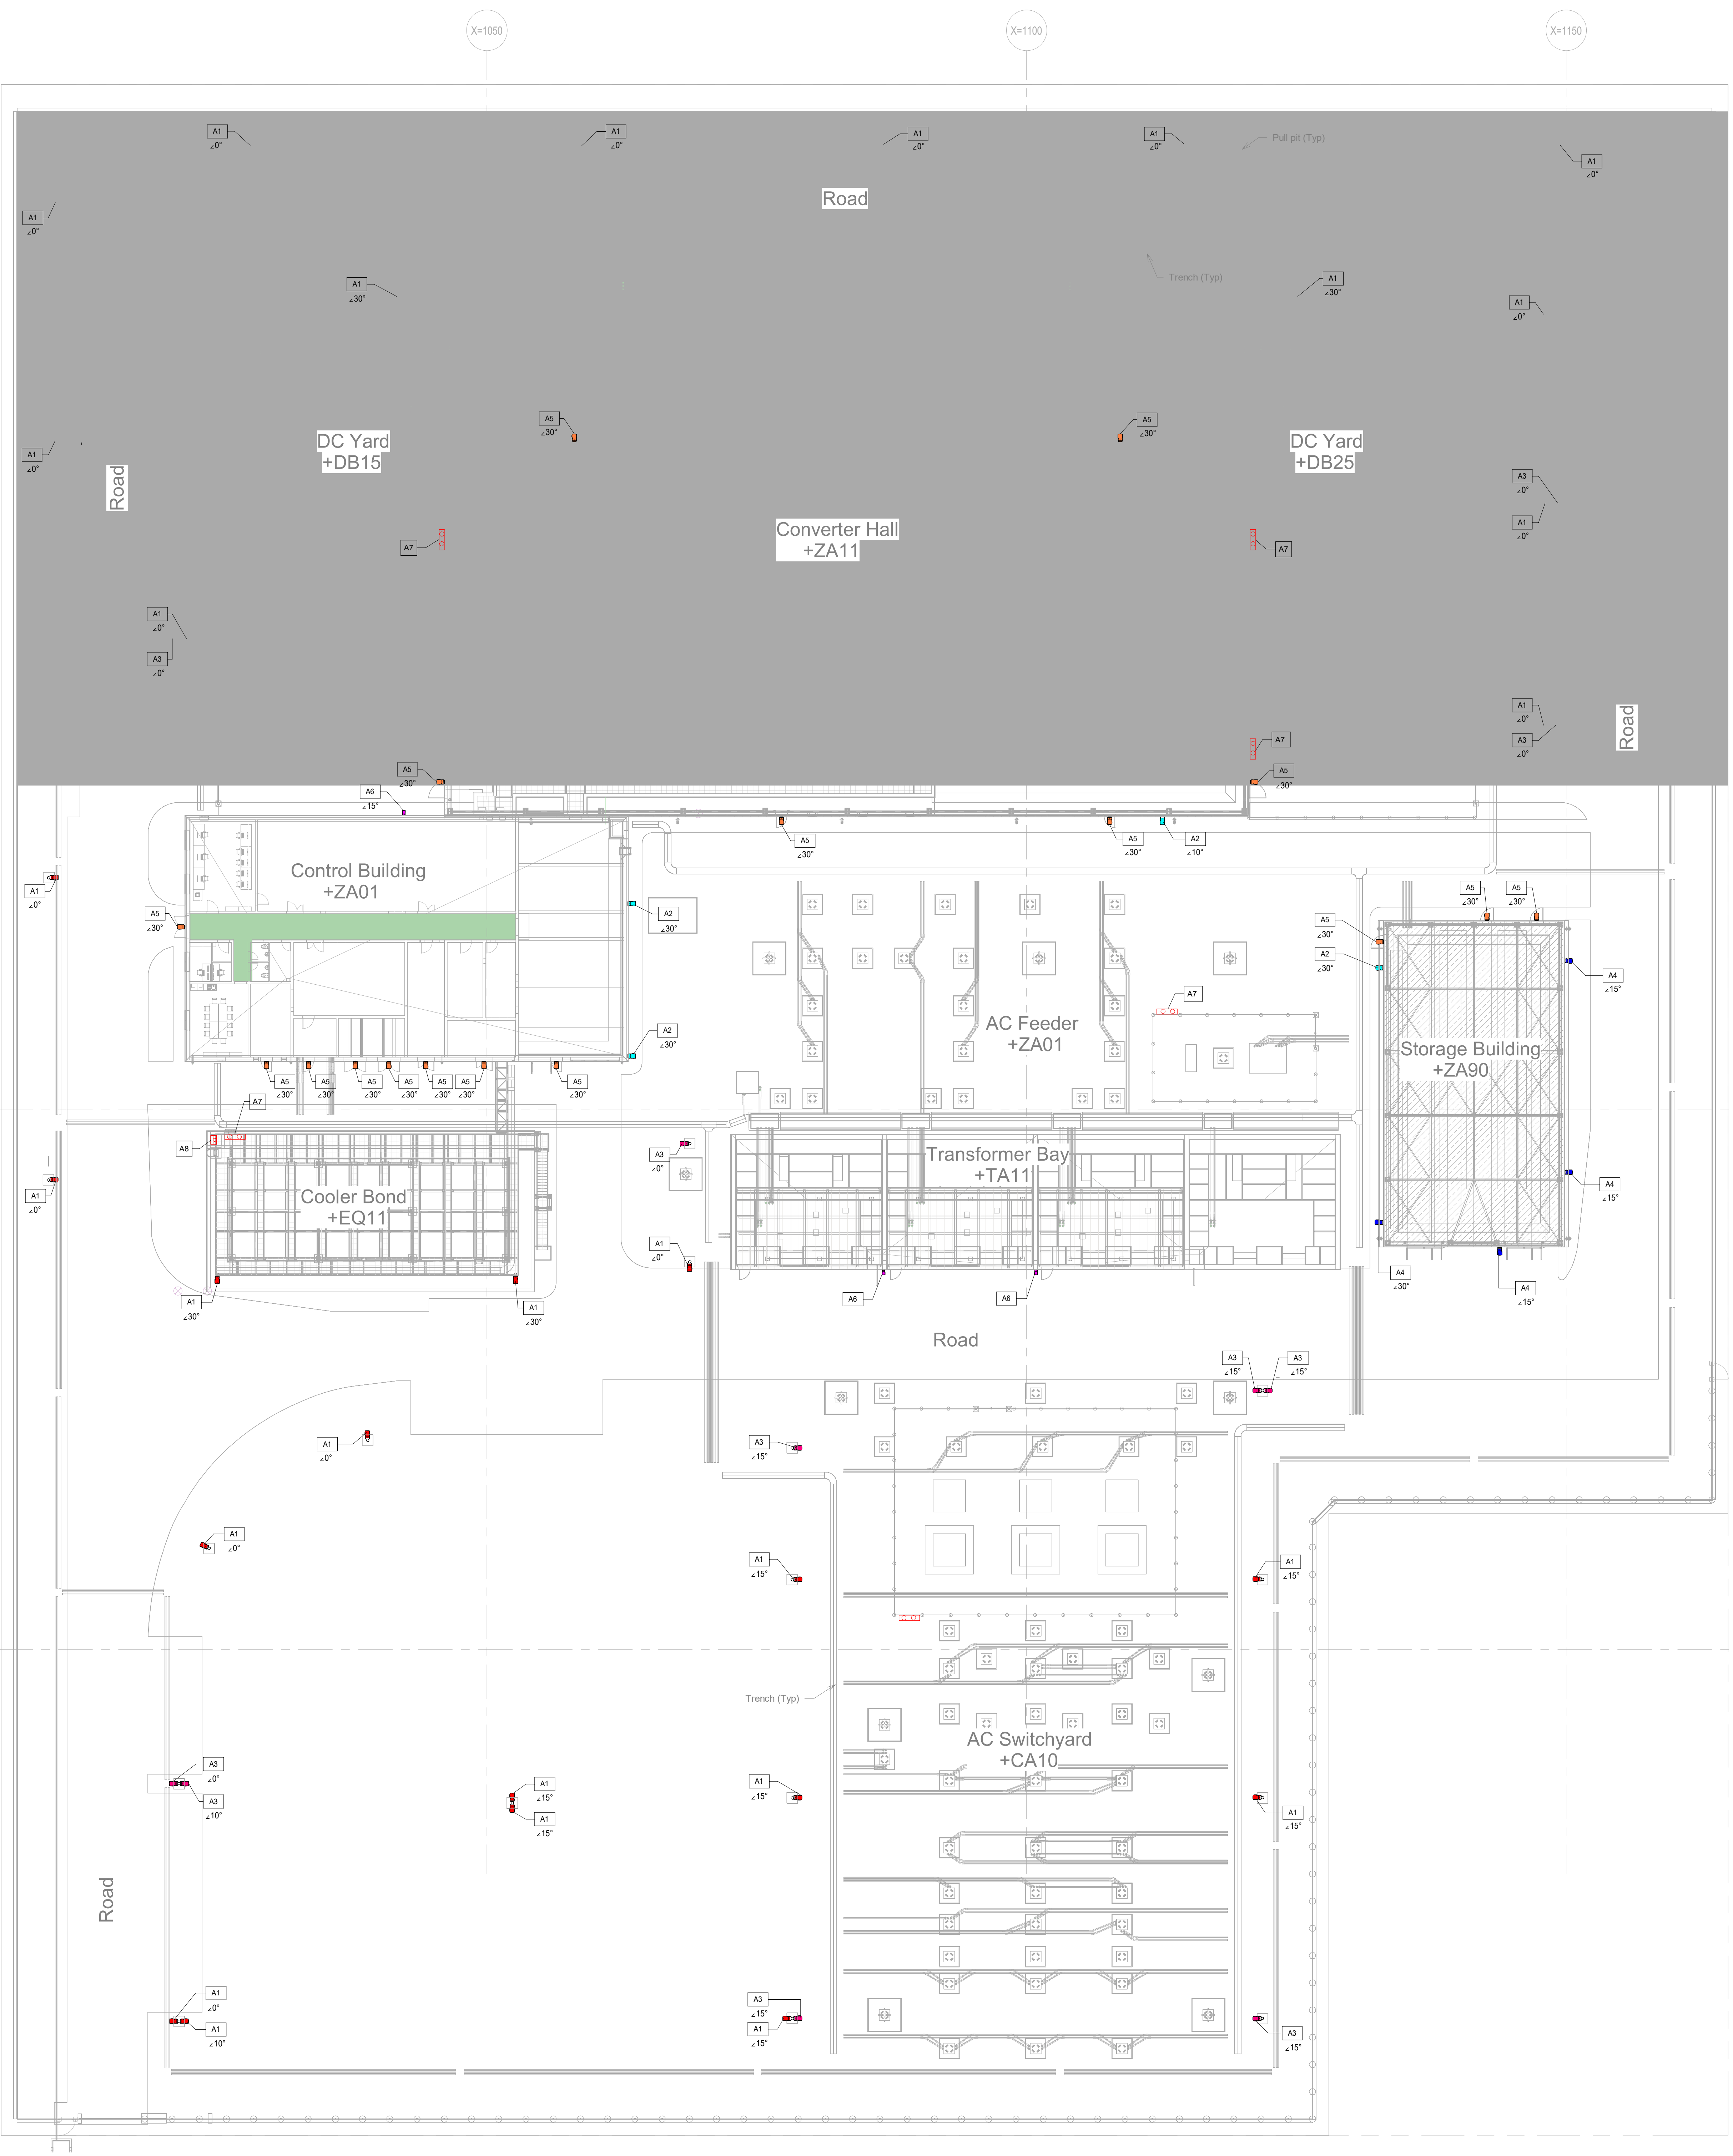 X=1050
X=1100
X=1150
A1
∠0°
A1
∠0°
A1
∠0°
A1
∠0°
Pull pit (Typ)
A1
∠0°
Road
A1
∠0°
A1
∠30°
Trench (Typ)
A1
∠30°
A1
∠0°
A5
∠30°
A5
∠30°
A1
∠0°
Road
DC Yard
+DB15
DC Yard
+DB25
A3
∠0°
A1
∠0°
Converter Hall
+ZA11
A7
A7
A1
∠0°
A3
∠0°
A1
∠0°
A3
∠0°
Road
A7
A5
∠30°
A5
∠30°
A6
∠15°
A5
∠30°
A5
∠30°
A2
∠10°
Control Building
+ZA01
A1
∠0°
A5
∠30°
A2
∠30°
A5
∠30°
A5
∠30°
A5
∠30°
A2
∠30°
A4
∠15°
A7
AC Feeder
+ZA01
A2
∠30°
Storage Building
+ZA90
A5
∠30°
A5
∠30°
A5
∠30°
A5
∠30°
A5
∠30°
A5
∠30°
A5
∠30°
A7
A8
A3
∠0°
Transformer Bay
+TA11
A4
∠15°
Cooler Bond
+EQ11
A1
∠0°
A1
∠0°
A4
∠30°
A4
∠15°
A1
∠30°
A1
∠30°
A6
A6
Road
A3
∠15°
A3
∠15°
A1
∠0°
A3
∠15°
A1
∠0°
A1
∠15°
A1
∠15°
Trench (Typ)
AC Switchyard
+CA10
A3
∠0°
A3
∠10°
A1
∠15°
A1
∠15°
A1
∠15°
A1
∠15°
Road
A1
∠0°
A1
∠10°
A3
∠15°
A1
∠15°
A3
∠15°